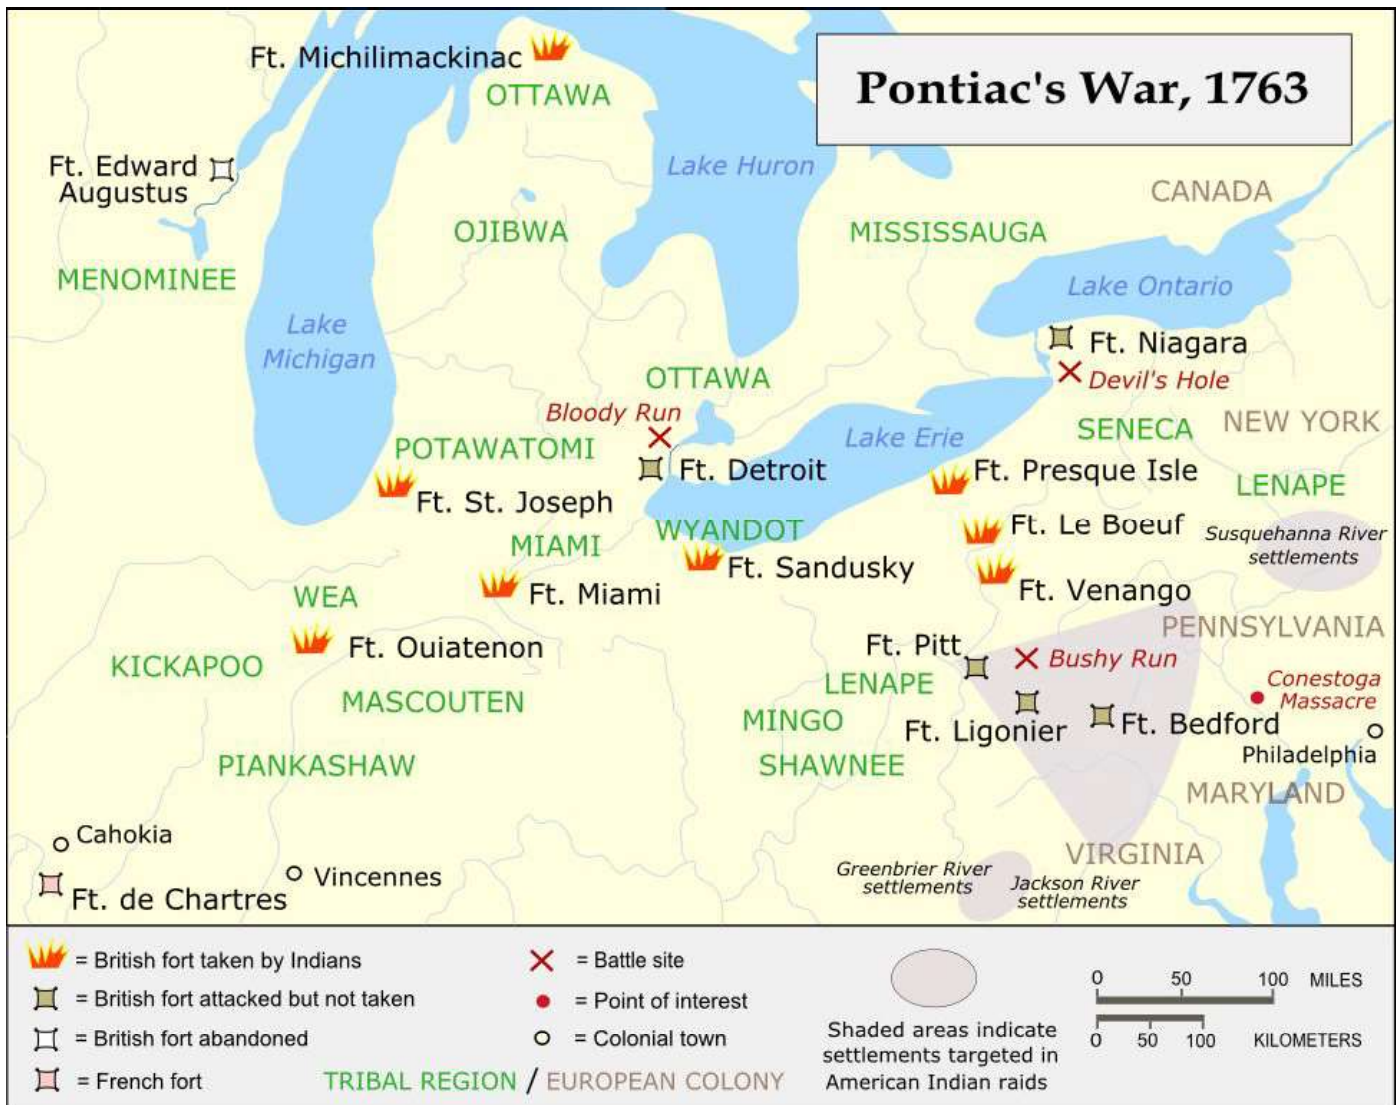 Pontiac's War, 1763
Ft. Michilimackinac
OTTAWA
Ft. Edward
Augustus
Lake Huron
CANADA
OJIBWA
MISSISSAUGA
MENOMINEE
Lake Ontario
Lake
Michigan
Ft. Niagara
Devil's Hole
OTTAWA
Bloody Run
NEW YORK
SENECA
Lake Erie
POTAWATOMI
Ft. Detroit
Ft. Presque Isle
LENAPE
Ft. St. Joseph
Ft. Le Boeuf
Susquehanna River
settlements
WYANDOT
MIAMI
Ft. Sandusky
Ft. Miami
Ft. Venango
WEA
PENNSYLVANIA
Ft. Ouiatenon
Ft. Pitt
Bushy Run
KICKAPOO
LENAPE
Conestoga
Massacre
MASCOUTEN
MINGO
Ft. Ligonier
Ft. Bedford
Philadelphia
PIANKASHAW
SHAWNEE
MARYLAND
Cahokia
VIRGINIA
Greenbrier River
settlements
Jackson River
settlements
Vincennes
Ft. de Chartres
= British fort taken by Indians
= British fort attacked but not taken
= British fort abandoned
= French fort
= Battle site
= Point of interest
= Colonial town
TRIBAL REGION / EUROPEAN COLONY
Shaded areas indicate
settlements targeted in
American Indian raids
0 50 100 MILES
0 50 100 KILOMETERS